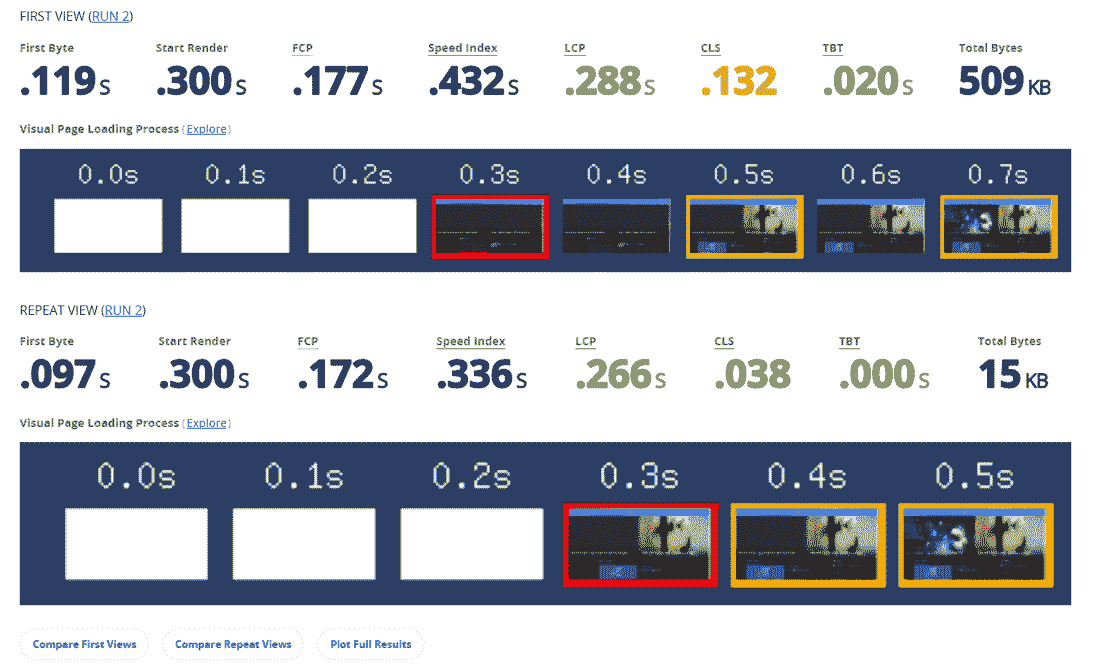 FIRST VIEW (RUN 2)
First Byte Start Render FCP Speed Index LCP CLS TBT Total Bytes
.119s .300s .177s .432s .288s .132 .020s 509KB
Visual Page Loading Process (Explore)
0.0s 0.1s 0.2s 0.3s 0.4s 0.5s 0.6s 0.7s
REPEAT VIEW (RUN 2)
First Byte Start Render FCP Speed Index LCP CLS TBT Total Bytes
.097s .300s .172s .336s .266s .038 .000s 15KB
Visual Page Loading Process (Explore)
0.0s 0.1s 0.2s 0.3s 0.4s 0.5s
Compare First Views Compare Repeat Views Plot Full Results